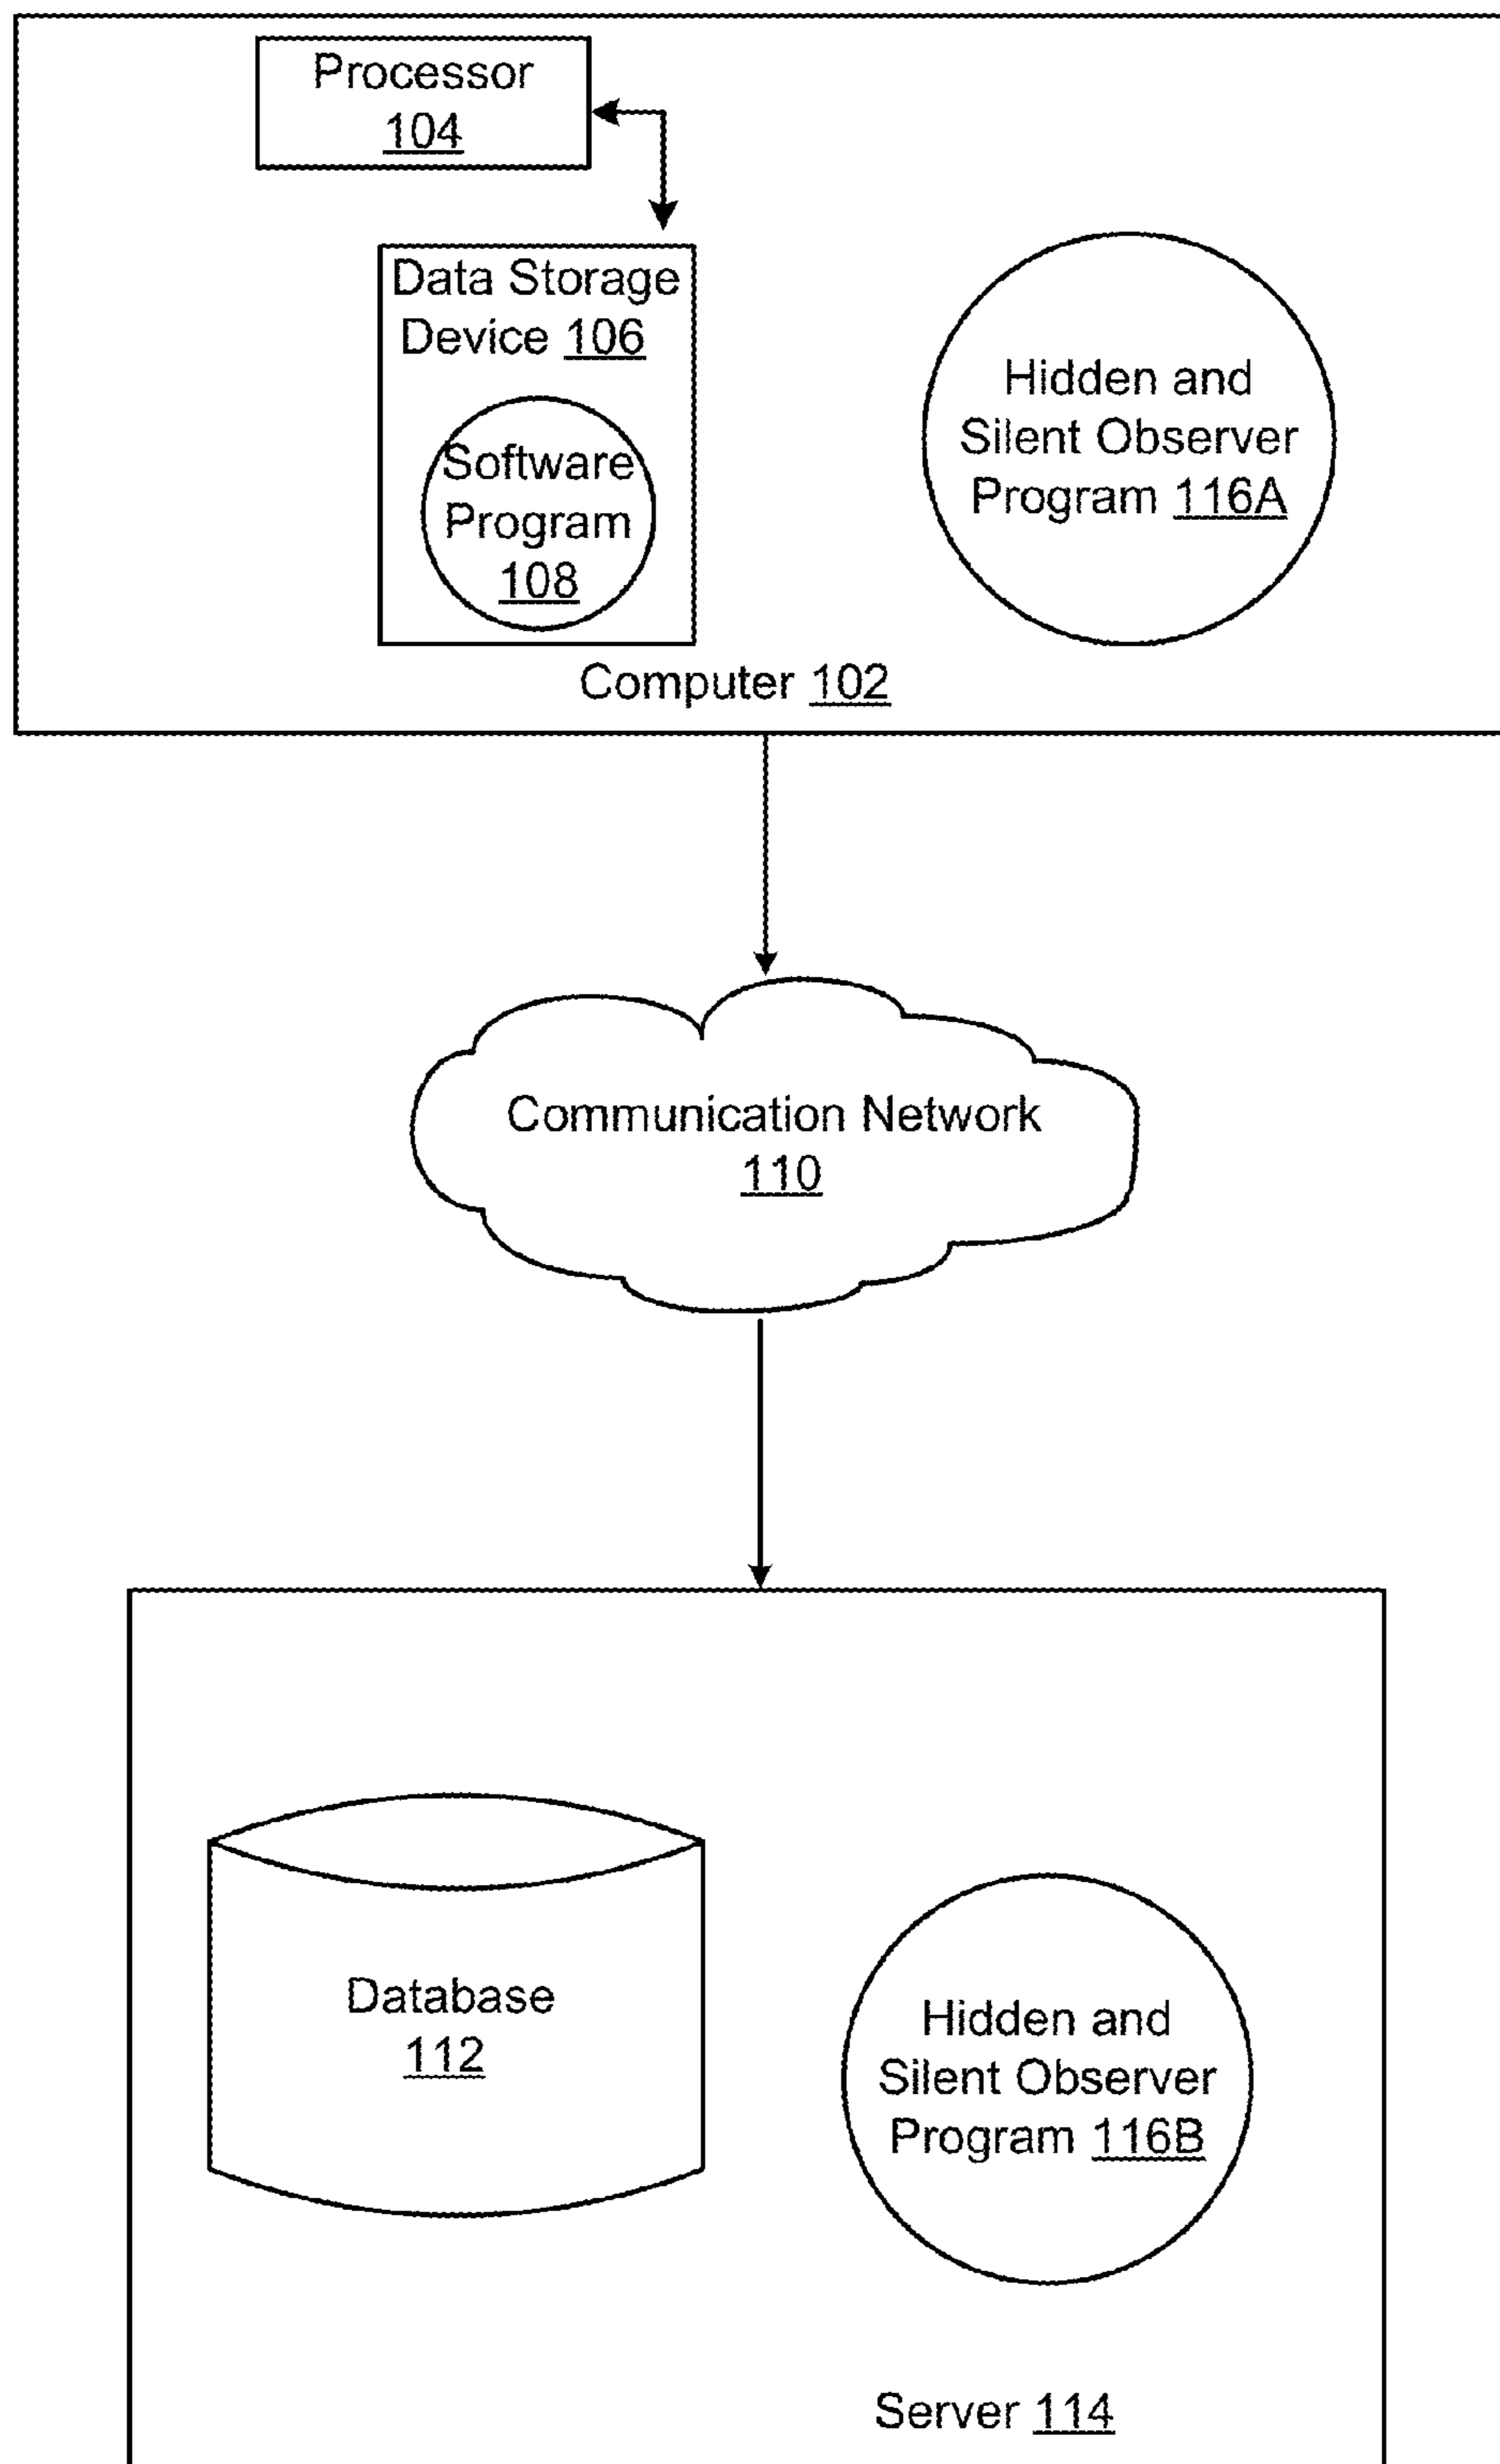 Processor
104
Data Storage
Device 106
Software
Program
108
Hidden and
Silent Observer
Program 116A
Computer 102
Communication Network
110
Database
112
Hidden and
Silent Observer
Program 116B
Server 114